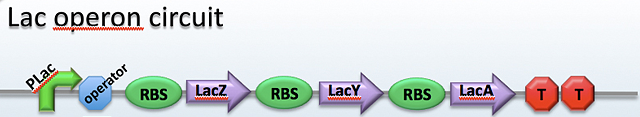 Lac operon circuit
PLac
operator
RBS
LacZ
RBS
LacY
RBS
LacA
T
T